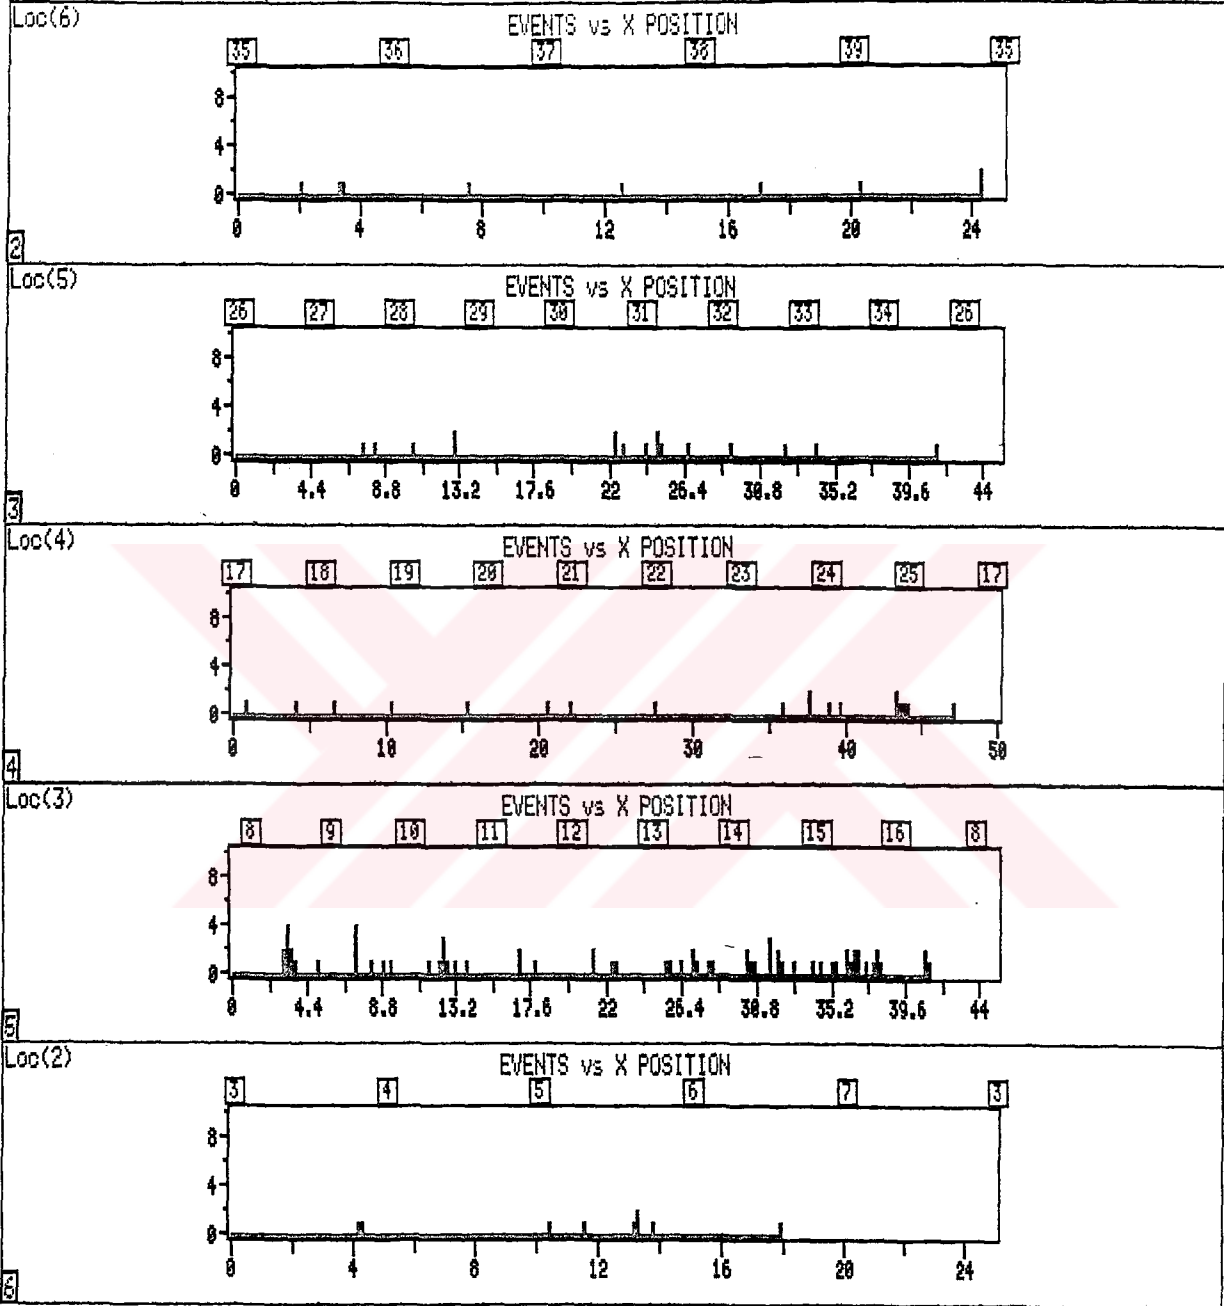 Loc(6)
EVENTS vs X POSITION
35 36 37 38 39 35
8
4
0
0 4 8 12 16 20 24
2
Loc(5)
EVENTS vs X POSITION
26 27 28 29 30 31 32 33 34 26
8
4
0
0 4.4 8.8 13.2 17.6 22 26.4 30.8 35.2 39.6 44
3
Loc(4)
EVENTS vs X POSITION
17 18 19 20 21 22 23 24 25 17
8
4
0
0 10 20 30 40 50
4
Loc(3)
EVENTS vs X POSITION
8 9 10 11 12 13 14 15 16 8
8
4
0
0 4.4 8.8 13.2 17.6 22 26.4 30.8 35.2 39.6 44
5
Loc(2)
EVENTS vs X POSITION
3 4 5 6 7 3
8
4
0
0 4 8 12 16 20 24
6